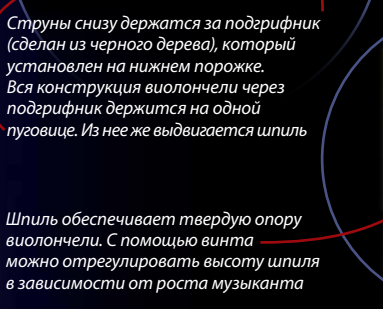 Струны снизу держатся за подгрифник
(сделан из черного дерева), который
установлен на нижнем порожке.
Вся конструкция виолончели через
подгрифник держится на одной
пуговице. Из нее же выдвигается шпиль
Шпиль обеспечивает твердую опору
виолончели. С помощью винта
можно отрегулировать высоту шпиля
в зависимости от роста музыканта